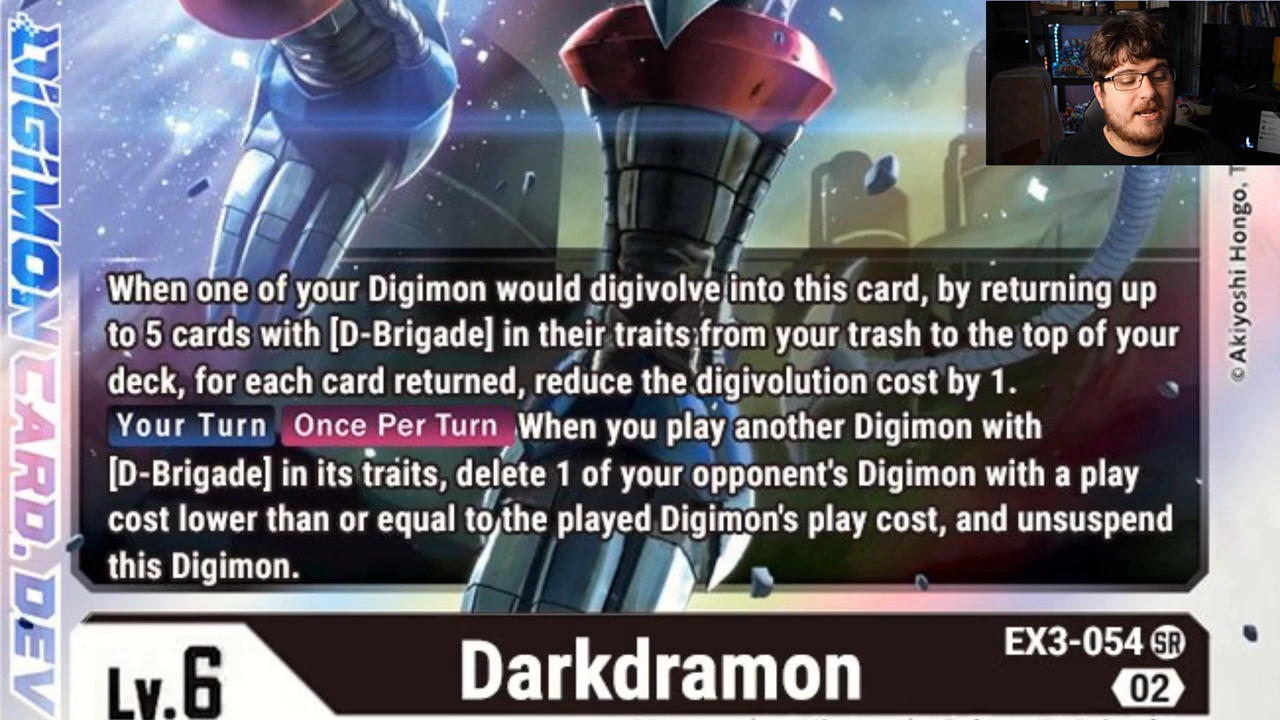 DIGIMON CARD.DEV
When one of your Digimon would digivolve into this card, by returning up
to 5 cards with [D-Brigade] in their traits from your trash to the top of your
deck, for each card returned, reduce the digivolution cost by 1.
Your Turn Once Per Turn When you play another Digimon with
[D-Brigade] in its traits, delete 1 of your opponent's Digimon with a play
cost lower than or equal to the played Digimon's play cost, and unsuspend
this Digimon.
© Akiyoshi Hongo,
EX3-054 SR
Lv.6 Darkdramon
02